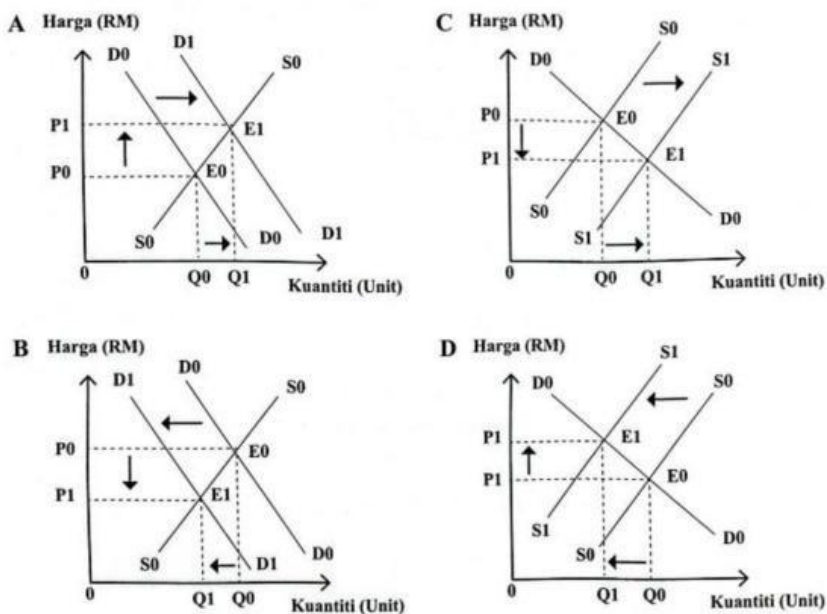 A
Harga (RM)
D0
D1
S0
P1
E1
P0
E0
S0
D0
D1
0
Q0
Q1
Kuantiti (Unit)
C
Harga (RM)
S0
D0
S1
P0
E0
P1
E1
S0
S1
D0
0
Q0
Q1
Kuantiti (Unit)
B
Harga (RM)
D1
D0
S0
P0
E0
P1
E1
S0
D1
D0
0
Q1
Q0
Kuantiti (Unit)
D
Harga (RM)
S1
D0
S0
P1
E1
P1
E0
S1
S0
D0
0
Q1
Q0
Kuantiti (Unit)